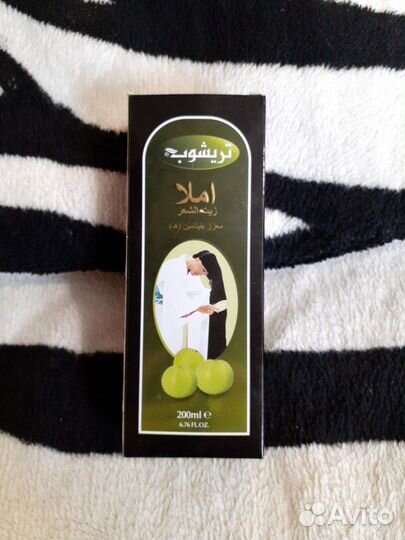 تريشوب
املا
زيت الشعر
معزز بفيتامين (هـ)
200ml e
6.76 FL.OZ.
Avito